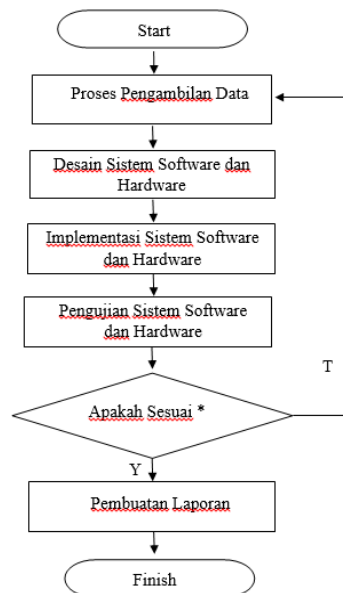 Start
Proses Pengambilan Data
Desain Sistem Software dan
Hardware
Implementasi Sistem Software
dan Hardware
Pengujian Sistem Software
dan Hardware
T
Apakah Sesuai *
Y
Pembuatan Laporan
Finish